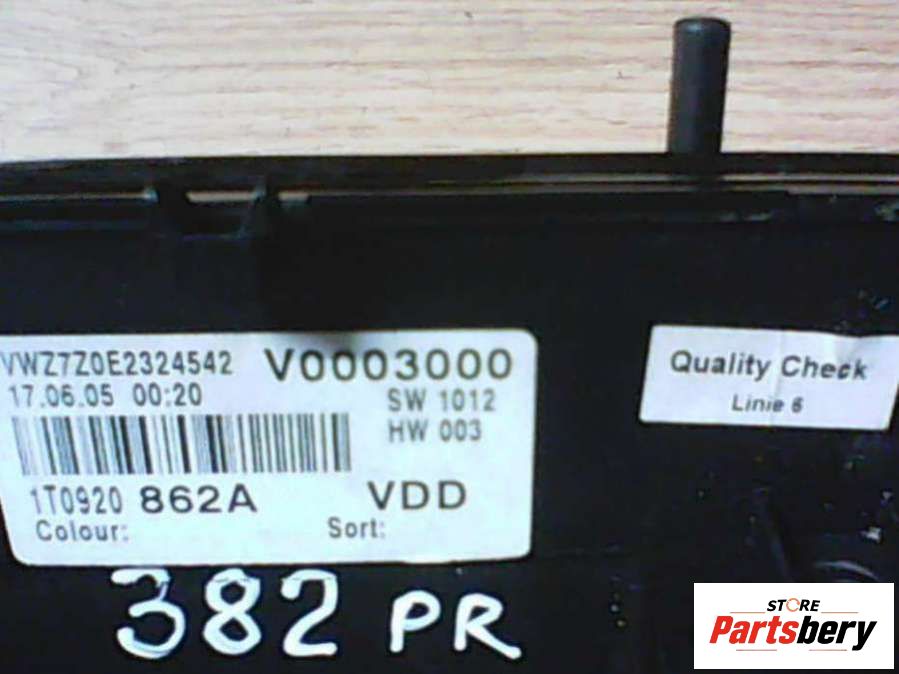 VWZ7Z0E2324542 V0003000
17.06.05 00:20 SW 1012
HW 003
1T0920 862A VDD
Colour: Sort:
Quality Check
Linie 6
382 PR
STORE
Partsbery